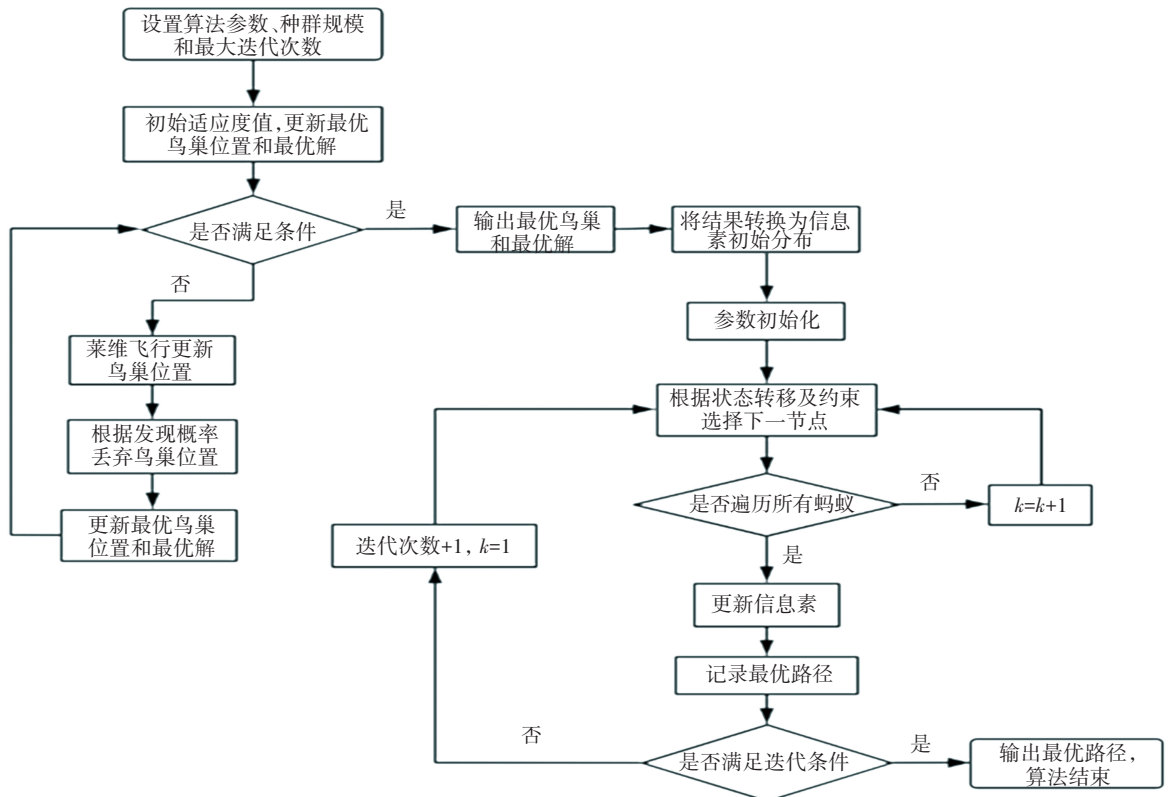 设置算法参数、种群规模
和最大迭代次数
初始适应度值,更新最优
鸟巢位置和最优解
是否满足条件
是
输出最优鸟巢
和最优解
将结果转换为信息
素初始分布
否
莱维飞行更新
鸟巢位置
根据发现概率
丢弃鸟巢位置
更新最优鸟巢
位置和最优解
参数初始化
根据状态转移及约束
选择下一节点
是否遍历所有蚂蚁
否
k=k+1
迭代次数+1, k=1
是
更新信息素
记录最优路径
是否满足迭代条件
否
是
输出最优路径,
算法结束